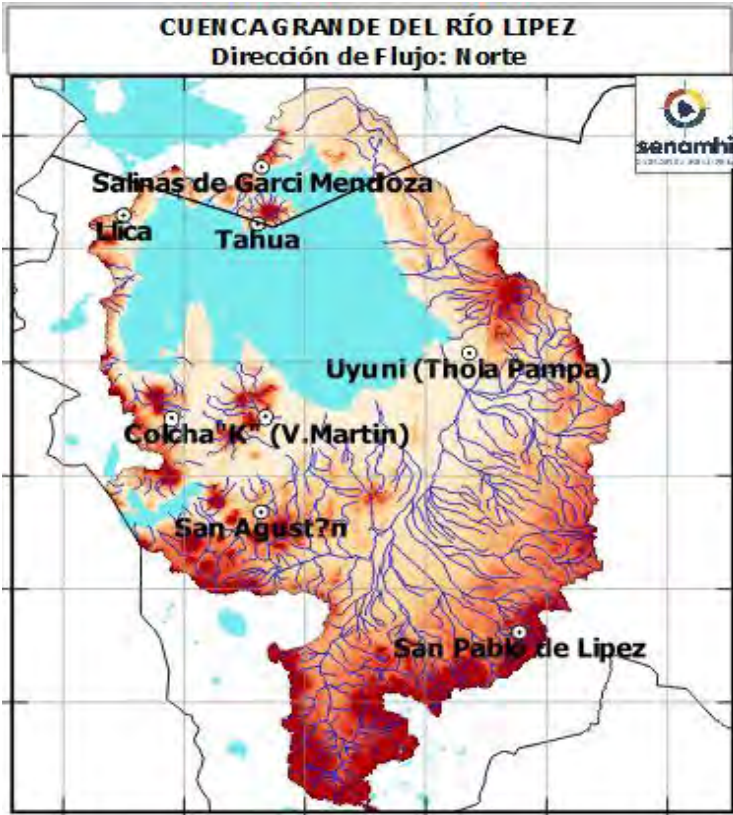 CUENCA GRANDE DEL RÍO LIPEZ
Dirección de Flujo: Norte
senamhi
Salinas de Garci Mendoza
Llica
Tahua
Uyuni (Thola Pampa)
Colcha"K" (V.Martin)
San Agust?n
San Pablo de Lipez